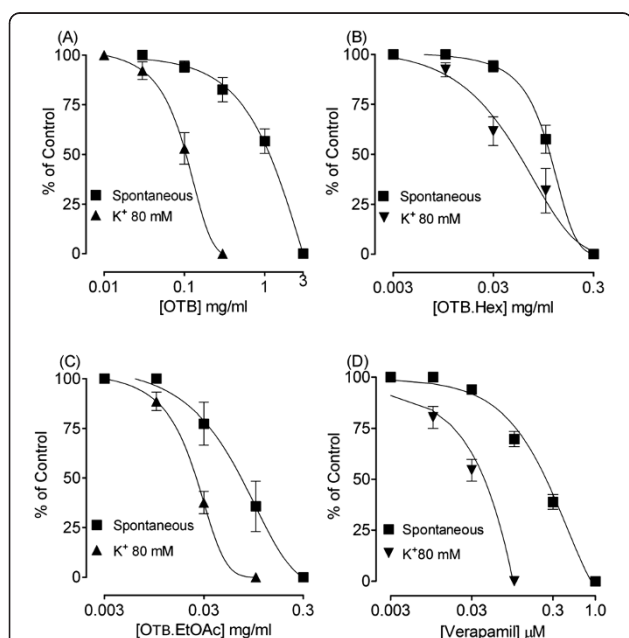 (A)
% of Control
100
75
50
25
0
Spontaneous
K+ 80 mM
0.01
0.1
1
3
[OTB] mg/ml
(B)
% of Control
100
75
50
25
0
Spontaneous
K+ 80 mM
0.003
0.03
0.3
[OTB.Hex] mg/ml
(C)
% of Control
100
75
50
25
0
Spontaneous
K+ 80 mM
0.003
0.03
0.3
[OTB.EtOAc] mg/ml
(D)
% of Control
100
75
50
25
0
Spontaneous
K+80 mM
0.003
0.03
0.3
1.0
[Verapamil] μM